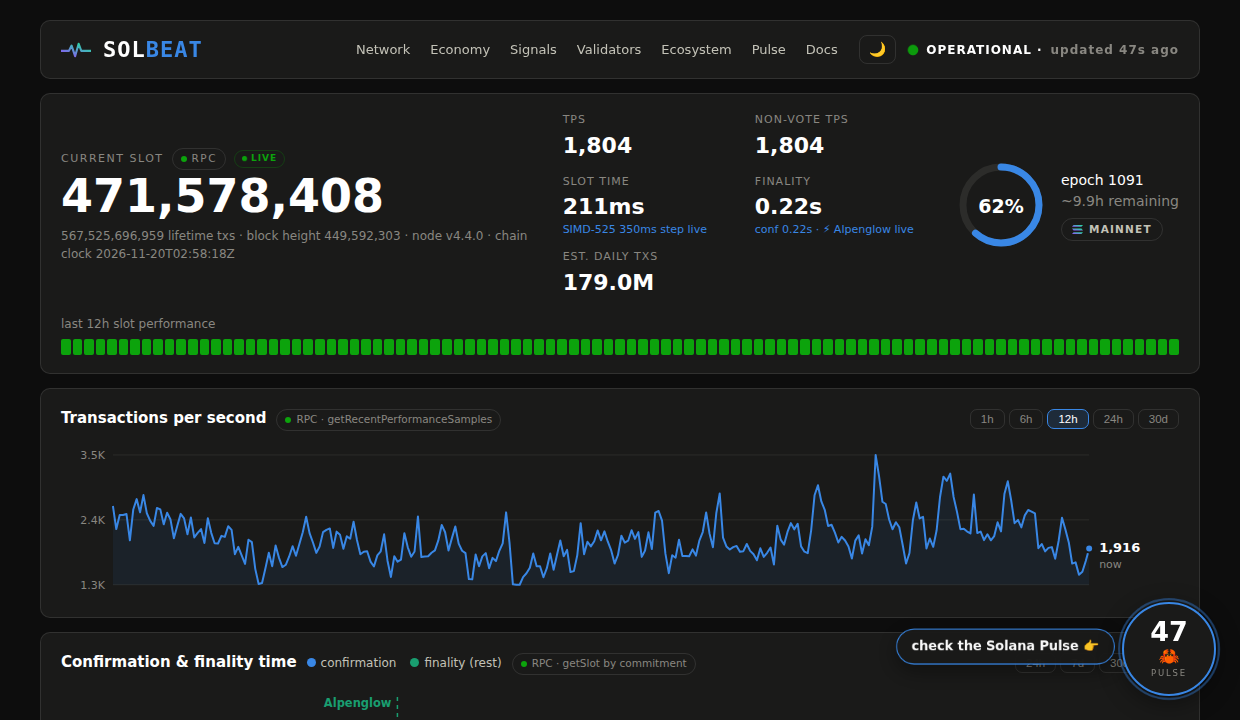 SOLBEAT
Network Economy Signals Validators Ecosystem Pulse Docs 🌙 OPERATIONAL · updated 47s ago
CURRENT SLOT RPC LIVE
471,578,408
567,525,696,959 lifetime txs · block height 449,592,303 · node v4.4.0 · chain
clock 2026-11-20T02:58:18Z
TPS
1,804
NON-VOTE TPS
1,804
SLOT TIME
211ms
SIMD-525 350ms step live
FINALITY
0.22s
conf 0.22s · ⚡ Alpenglow live
EST. DAILY TXS
179.0M
62%
epoch 1091
~9.9h remaining
MAINNET
last 12h slot performance
Transactions per second RPC · getRecentPerformanceSamples
1h 6h 12h 24h 30d
3.5K
2.4K
1.3K
1,916
now
Confirmation & finality time confirmation finality (rest) RPC · getSlot by commitment
Alpenglow
check the Solana Pulse 👉
47
🦀
PULSE